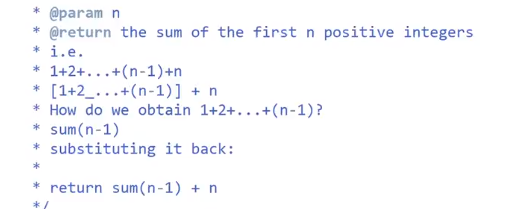 * @param n
* @return the sum of the first n positive integers
* i.e.
* 1+2+...+(n-1)+n
* [1+2_...+(n-1)] + n
* How do we obtain 1+2+...+(n-1)?
* sum(n-1)
* substituting it back:
*
* return sum(n-1) + n
*/